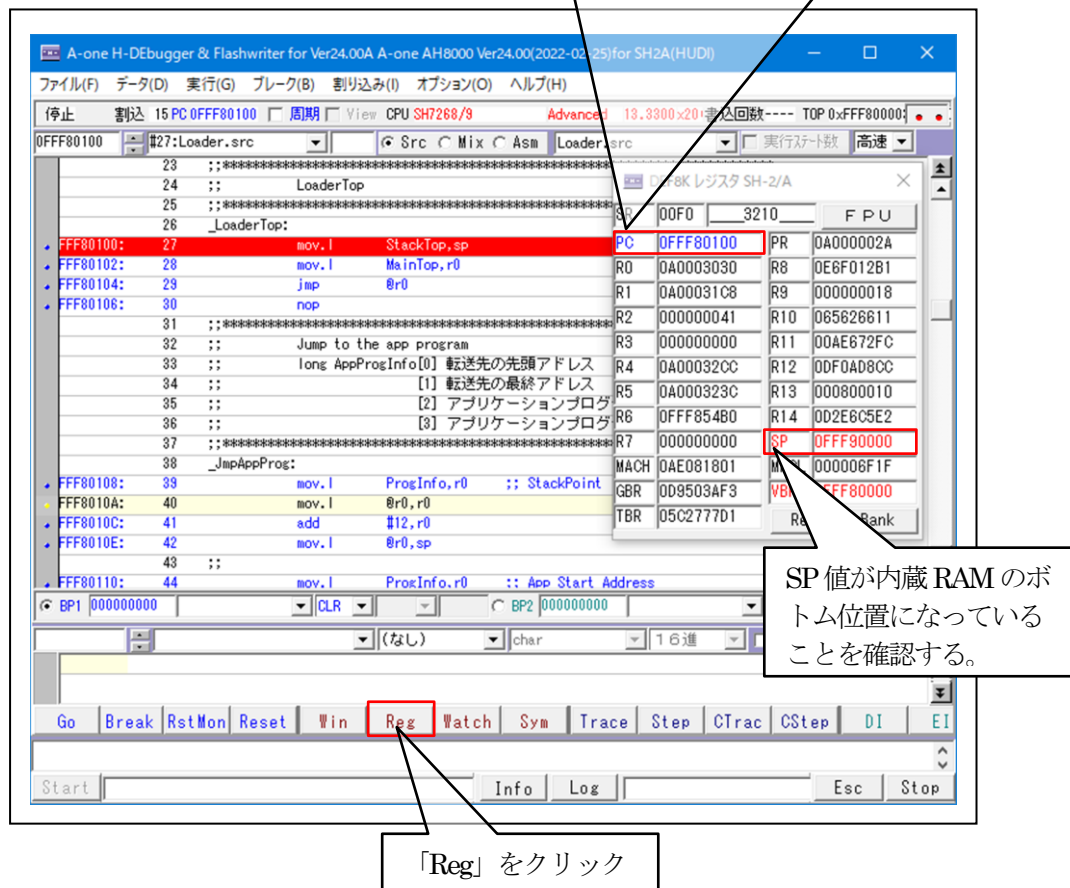 A-one H-DEbugger & Flashwriter for Ver24.00A A-one AH8000 Ver24.00(2022-02-25)for SH2A(HUDI)
ファイル(F) データ(D) 実行(G) ブレーク(B) 割り込み(I) オプション(O) ヘルプ(H)
停止 割込 15 PC 0FFF80100 周期 View CPU SH7268/9 Advanced 13.3300x20 書込回数---- TOP 0xFFF80000:
0FFF80100 #27:Loader.src Src Mix Asm Loader.src 実行ステート数 高速
23 ;;************************************************************
24 ;; LoaderTop
25 ;;************************************************************
26 _LoaderTop:
FFF80100: 27 mov.l StackTop,sp
FFF80102: 28 mov.l MainTop,r0
FFF80104: 29 jmp @r0
FFF80106: 30 nop
31 ;;************************************************
32 ;; Jump to the app program
33 ;; long AppProgInfo[0] 転送先の先頭アドレス
34 ;; [1] 転送先の最終アドレス
35 ;; [2] アプリケーションプログ
36 ;; [3] アプリケーションプログ
37 ;;************************************************
38 _JmpAppProg:
FFF80108: 39 mov.l ProgInfo,r0 ;; StackPoint
FFF8010A: 40 mov.l @r0,r0
FFF8010C: 41 add #12,r0
FFF8010E: 42 mov.l @r0,sp
43 ;;
FFF80110: 44 mov.l ProgInfo,r0 ;; App Start Address
DEF8K レジスタ SH-2/A
SR 00F0 ____3210____ FPU
PC 0FFF80100 PR 0A000002A
R0 0A0003030 R8 0E6F012B1
R1 0A00031C8 R9 000000018
R2 000000041 R10 065626611
R3 000000000 R11 00AE672FC
R4 0A00032CC R12 0DF0AD8CC
R5 0A000323C R13 000800010
R6 0FFF854B0 R14 0D2E6C5E2
R7 000000000 SP 0FFF90000
MACH 0AE081801 000006F1F
GBR 0D9503AF3 VBR FFF80000
TBR 05C2777D1 Bank
BP1 000000000 CLR BP2 000000000
(なし) char 16進
Go Break RstMon Reset Win Reg Watch Sym Trace Step CTrac CStep DI EI
Start Info Log Esc Stop
SP 値が内蔵 RAM のボ
トム位置になっている
ことを確認する。
「Reg」をクリック